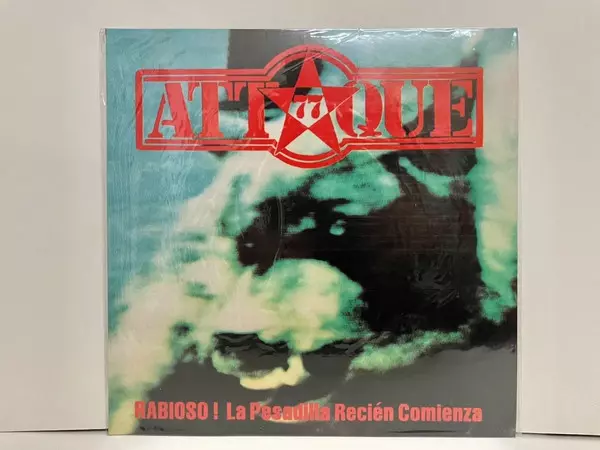 ATTAQUE
77
RABIOSO! La Pesadilla Recién Comienza